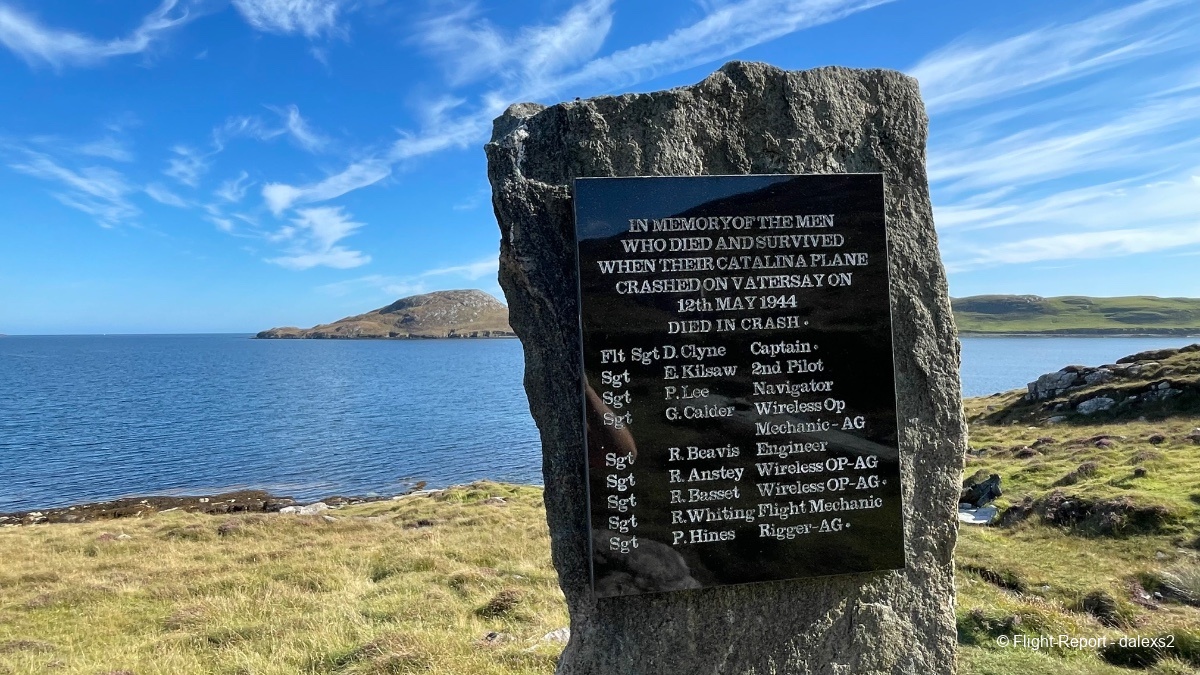 IN MEMORY OF THE MEN
WHO DIED AND SURVIVED
WHEN THEIR CATALINA PLANE
CRASHED ON VATERSAY ON
12th MAY 1944
DIED IN CRASH •
Flt Sgt D. Clyne Captain •
Sgt E. Kilsaw 2nd Pilot
Sgt P. Lee Navigator
Sgt G. Calder Wireless Op
Mechanic - AG
Sgt R. Beavis Engineer
Sgt R. Anstey Wireless OP-AG
Sgt R. Basset Wireless OP-AG •
Sgt R. Whiting Flight Mechanic
Sgt P. Hines Rigger-AG •
© Flight-Report - dalexs2